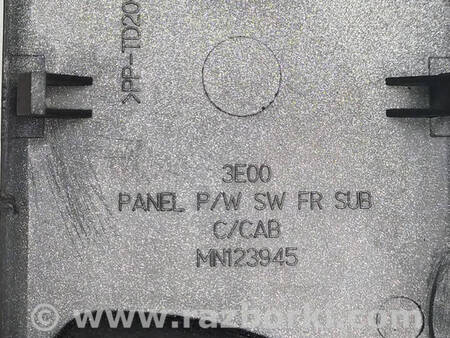 >PP-TD20
3E00
PANEL P/W SW FR SUB
C/CAB
MN123945
© www.razborki.com